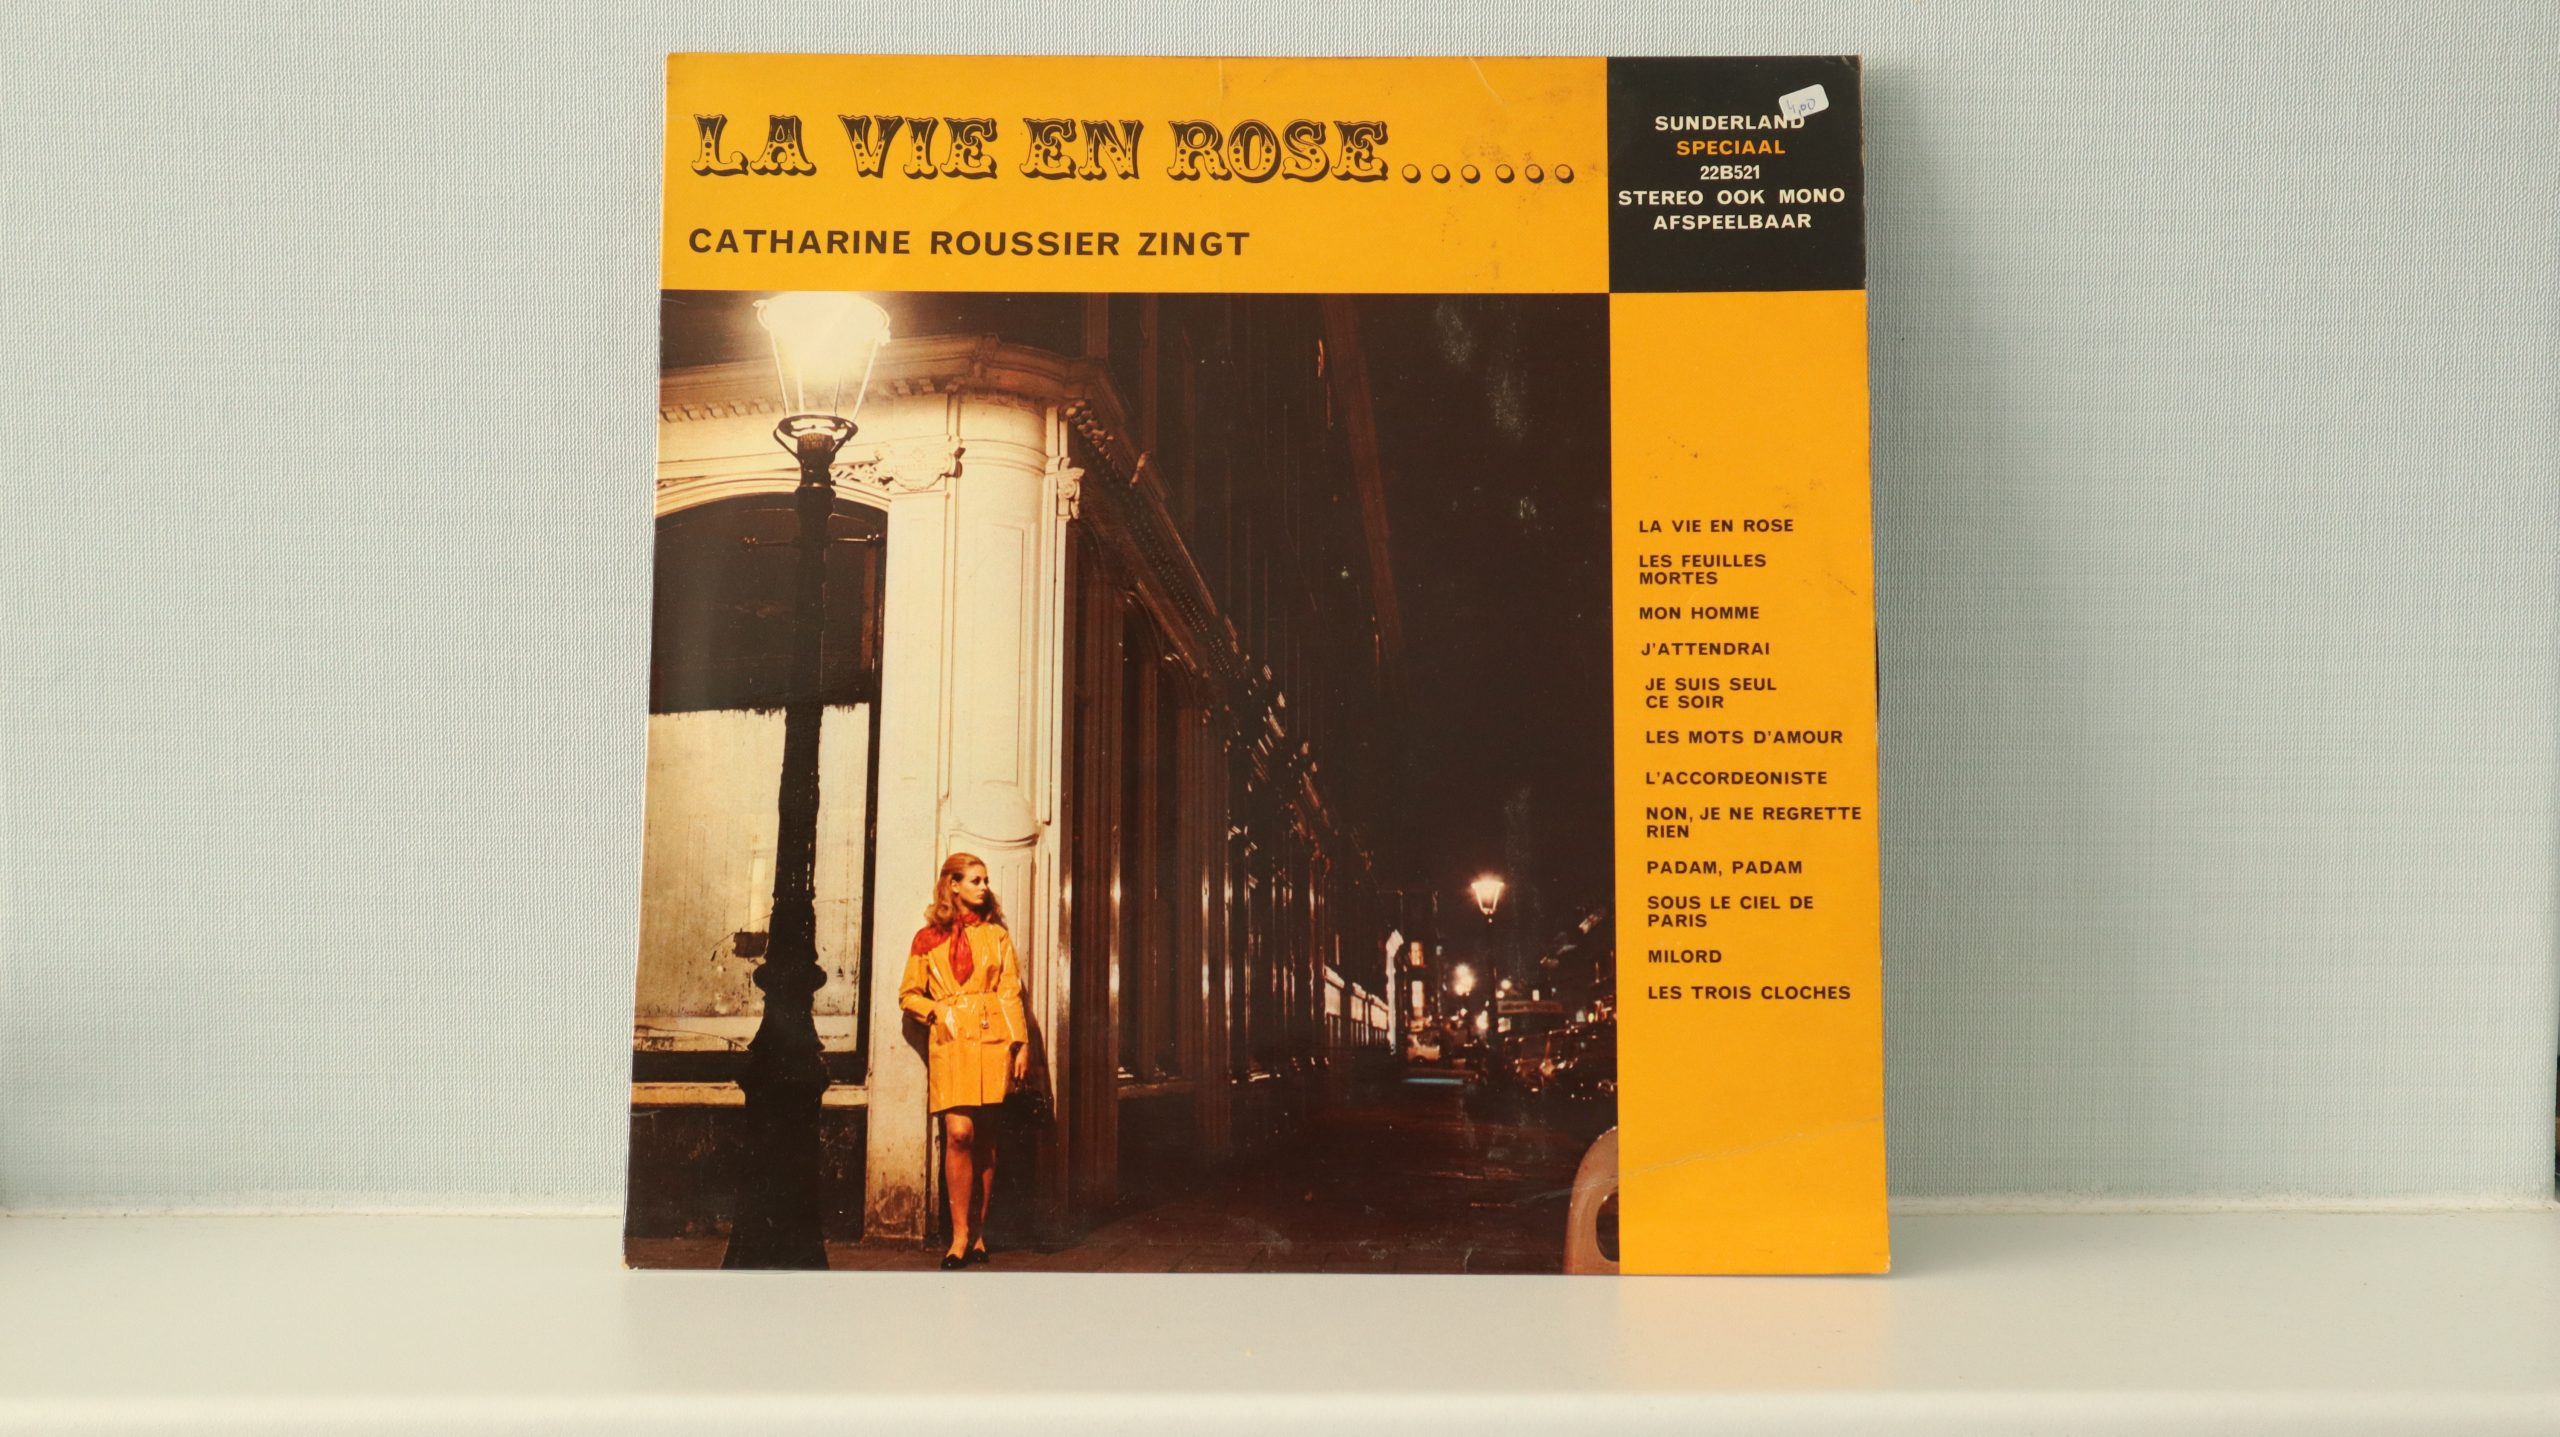 LA VIE EN ROSE.......
CATHARINE ROUSSIER ZINGT
4,00
SUNDERLAND
SPECIAAL
22B521
STEREO OOK MONO
AFSPEELBAAR
LA VIE EN ROSE
LES FEUILLES
MORTES
MON HOMME
J'ATTENDRAI
JE SUIS SEUL
CE SOIR
LES MOTS D'AMOUR
L'ACCORDEONISTE
NON, JE NE REGRETTE
RIEN
PADAM, PADAM
SOUS LE CIEL DE
PARIS
MILORD
LES TROIS CLOCHES